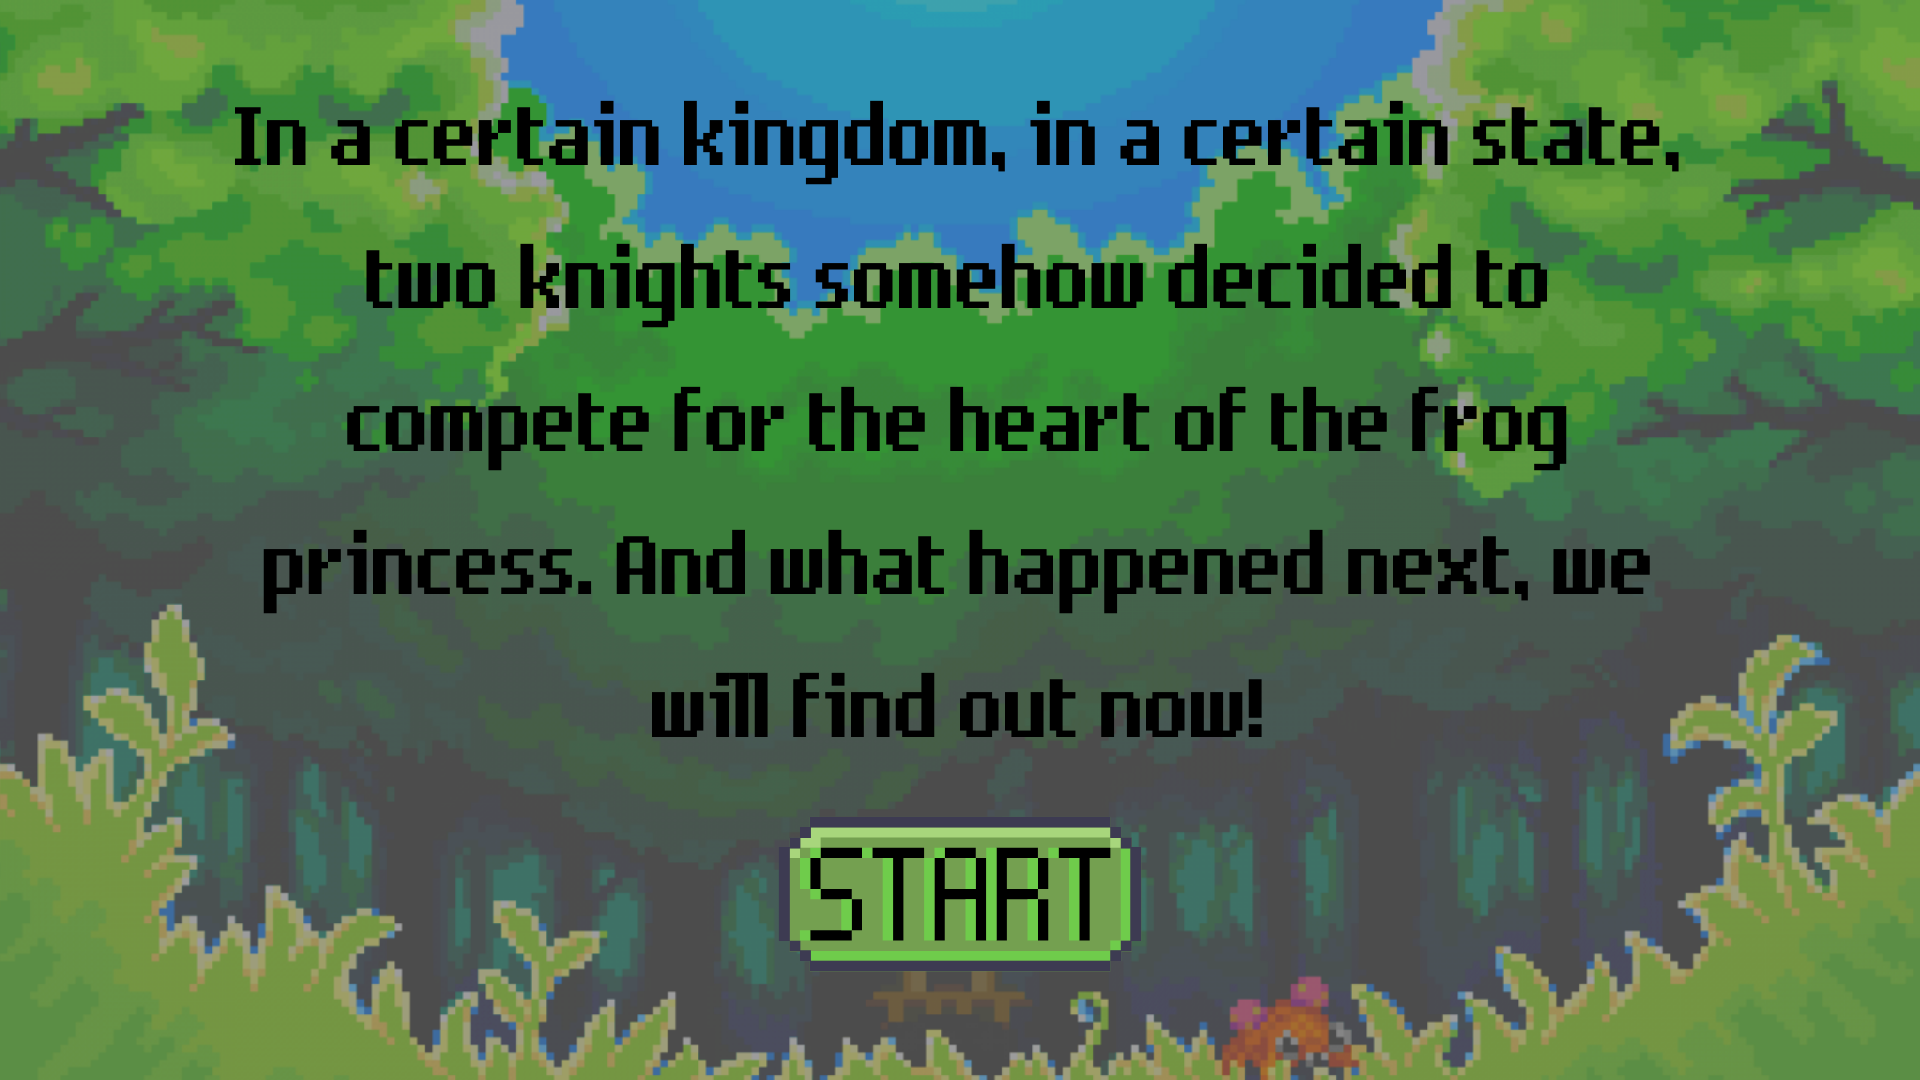 In a certain kingdom, in a certain state,
two knights somehow decided to
compete for the heart of the frog
princess. And what happened next, we
will find out now!
START